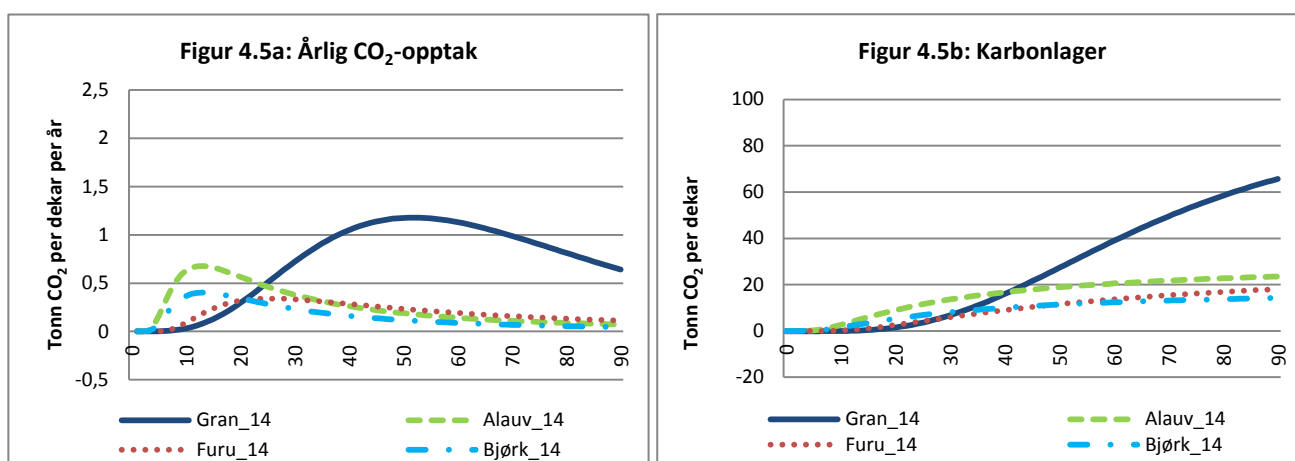 Figur 4.5a: Årlig CO₂-opptak
Tonn CO₂ per dekar per år
2,5
2
1,5
1
0,5
0
-0,5
0 10 20 30 40 50 60 70 80 90
Gran_14 Alauv_14
Furu_14 Bjørk_14
Figur 4.5b: Karbonlager
Tonn CO₂ per dekar
100
80
60
40
20
0
-20
0 10 20 30 40 50 60 70 80 90
Gran_14 Alauv_14
Furu_14 Bjørk_14